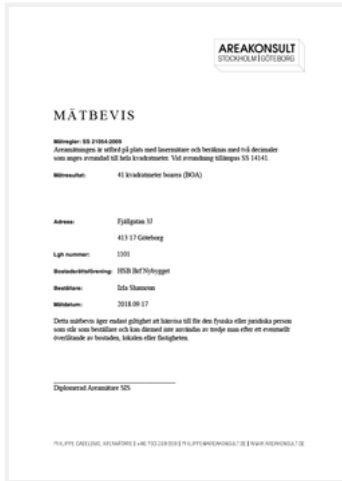 AREAKONSULT
STOCKHOLM | GÖTEBORG
MÄTBEVIS
Mätregler: SS 21054:2009
Areamätningen är utförd på plats med lasermätare och beräknas med två decimaler
som anges avrundad till hela kvadratmeter. Vid avrundning tillämpas SS 14141.
Mätresultat: 41 kvadratmeter boarea (BOA)
Adress: Fjällgatan 3J
413 17 Göteborg
Lgh nummer: 1101
Bostadsrättsförening: HSB Brf Nybygget
Beställare:
Mätdatum: 2018.09.17
Detta mätbevis äger endast giltighet att hänvisa till för den fysiska eller juridiska person
som står som beställare och kan därmed inte användas av tredje man efter ett eventuellt
överlåtande av bostaden, lokalen eller fastigheten.
Diplomerad Areamätare SIS